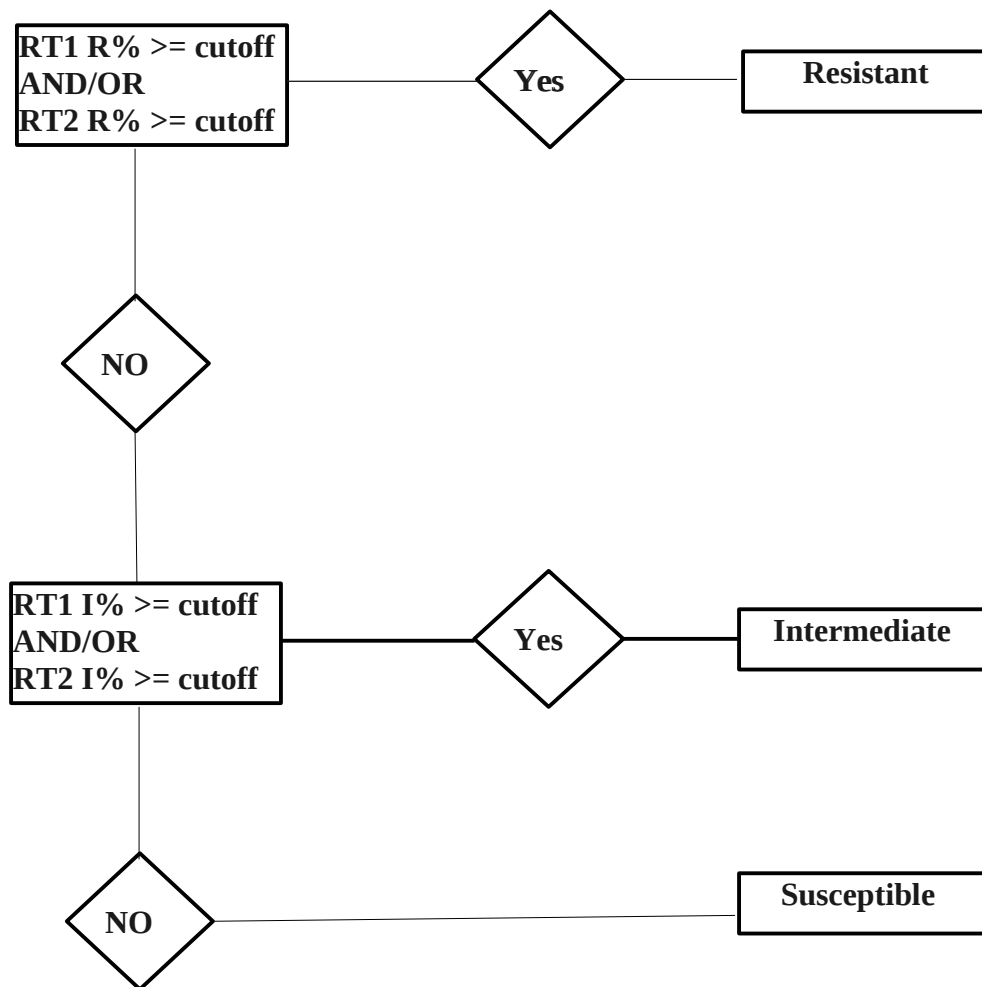 RT1 R% >= cutoff
AND/OR
RT2 R% >= cutoff
Yes
Resistant
NO
RT1 I% >= cutoff
AND/OR
RT2 I% >= cutoff
Yes
Intermediate
NO
Susceptible